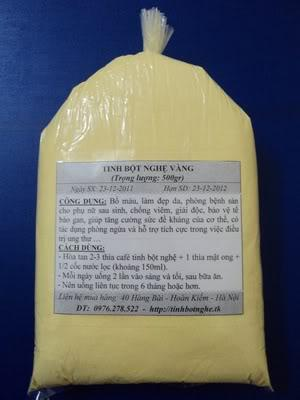 TINH BỘT NGHỆ VÀNG
(Trọng lượng: 500gr)
Ngày SX: 23-12-2011 Hạn SD: 23-12-2012
CÔNG DỤNG: Bổ máu, làm đẹp da, phòng bệnh sản
cho phụ nữ sau sinh, chống viêm, giải độc, bảo vệ tế
bào gan, giúp tăng cường sức đề kháng của cơ thể, có
tác dụng phòng ngừa và hỗ trợ tích cực trong việc điều
trị ung thư ...
CÁCH DÙNG:
- Hòa tan 2-3 thìa café tinh bột nghệ + 1 thìa mật ong +
1/2 cốc nước lọc (khoảng 150ml).
- Mỗi ngày uống 2 lần vào sáng và tối, sau bữa ăn.
- Nên uống liên tục trong 6 tháng hoặc hơn.
Liên hệ mua hàng: 40 Hàng Bài - Hoàn Kiếm - Hà Nội
ĐT: 0976.278.522 - http://tinhbotnghe.tk